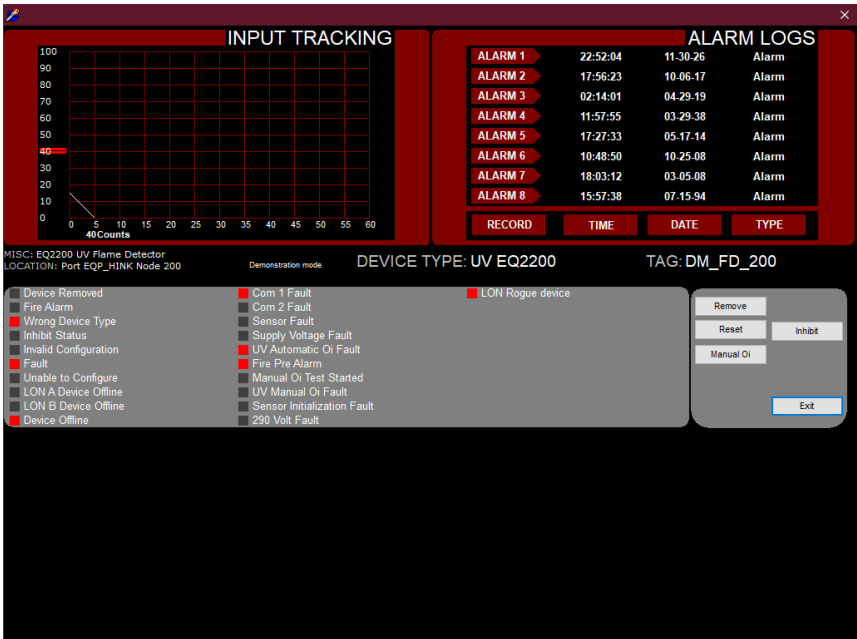 INPUT TRACKING
100
90
80
70
60
50
40
30
20
10
0
0 5 10 15 20 25 30 35 40 45 50 55 60
40Counts
ALARM LOGS
ALARM 1 22:52:04 11-30-26 Alarm
ALARM 2 17:56:23 10-06-17 Alarm
ALARM 3 02:14:01 04-29-19 Alarm
ALARM 4 11:57:55 03-29-38 Alarm
ALARM 5 17:27:33 05-17-14 Alarm
ALARM 6 10:48:50 10-25-08 Alarm
ALARM 7 18:03:12 03-05-08 Alarm
ALARM 8 15:57:38 07-15-94 Alarm
RECORD TIME DATE TYPE
MISC: EQ2200 UV Flame Detector
LOCATION: Port EQP_HINK Node 200
Demonstration mode
DEVICE TYPE: UV EQ2200
TAG: DM_FD_200
Device Removed
Fire Alarm
Wrong Device Type
Inhibit Status
Invalid Configuration
Fault
Unable to Configure
LON A Device Offline
LON B Device Offline
Device Offline
Com 1 Fault
Com 2 Fault
Sensor Fault
Supply Voltage Fault
UV Automatic Oi Fault
Fire Pre Alarm
Manual Oi Test Started
UV Manual Oi Fault
Sensor Initialization Fault
290 Volt Fault
LON Rogue device
Remove
Reset Inhibit
Manual Oi
Exit